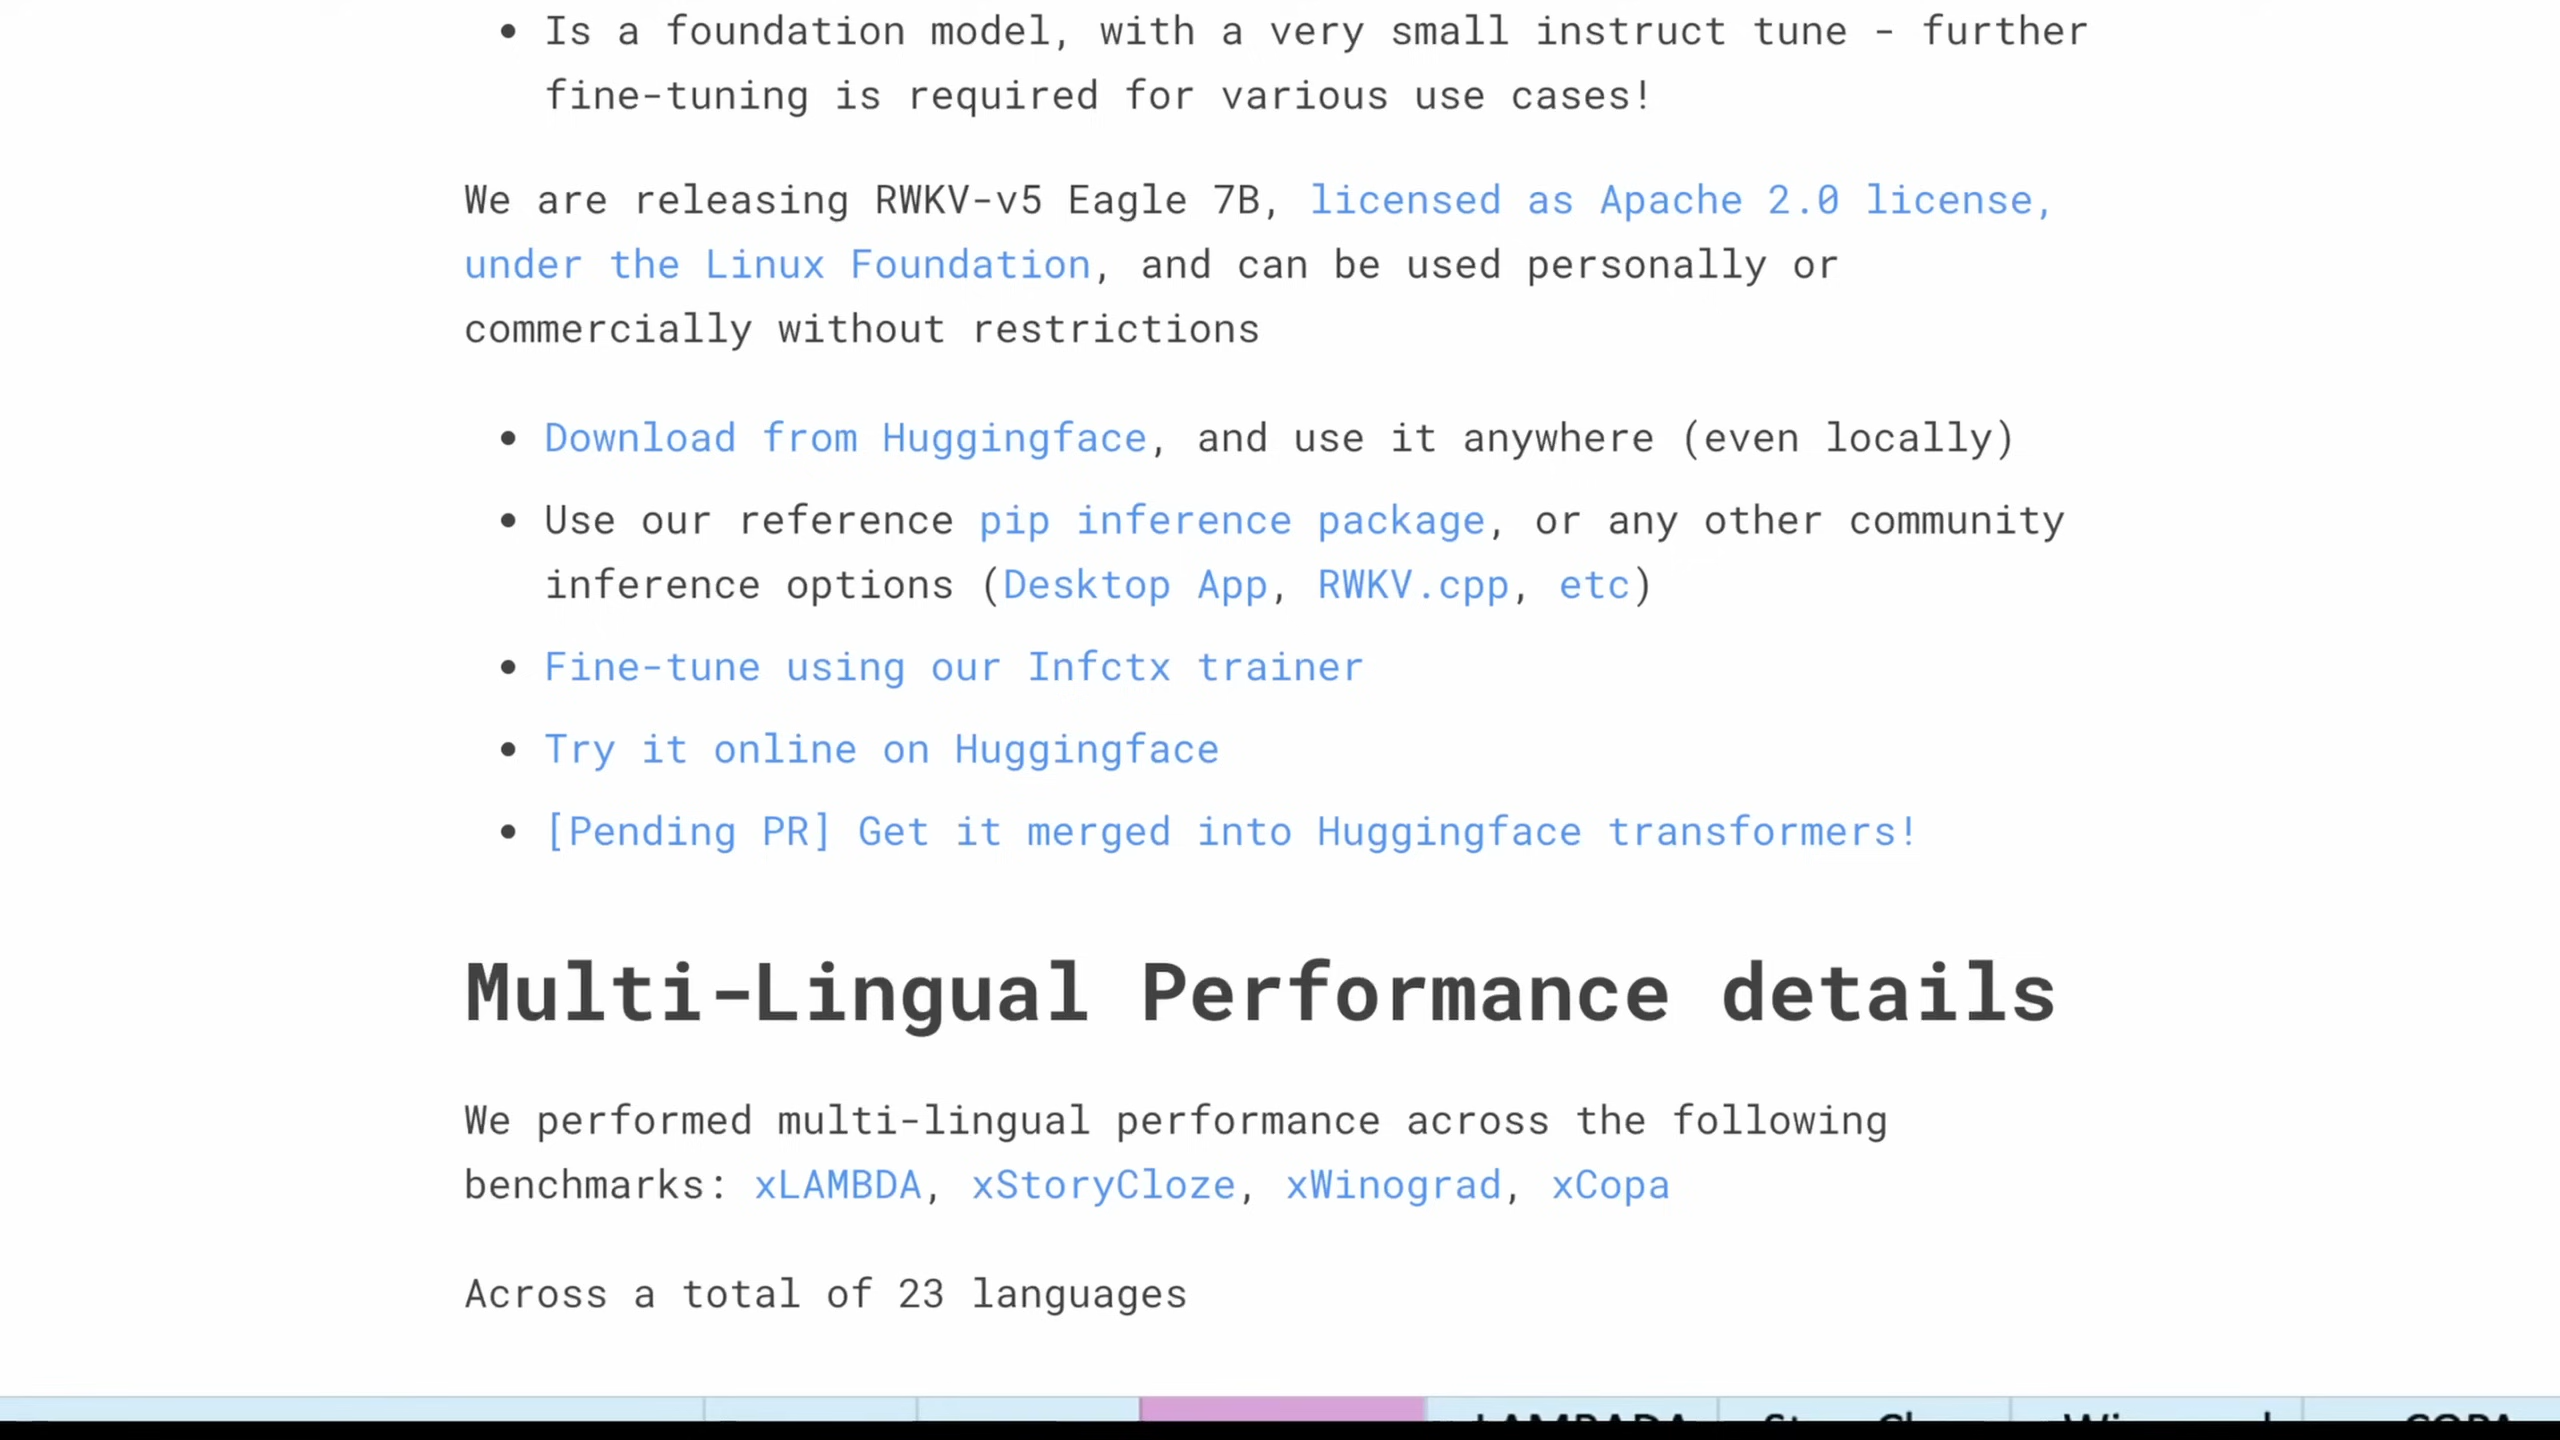 Is a foundation model, with a very small instruct tune - further
fine-tuning is required for various use cases!
We are releasing RWKV-v5 Eagle 7B, licensed as Apache 2.0 license,
under the Linux Foundation, and can be used personally or
commercially without restrictions
Download from Huggingface, and use it anywhere (even locally)
Use our reference pip inference package, or any other community
inference options (Desktop App, RWKV.cpp, etc)
Fine-tune using our Infctx trainer
Try it online on Huggingface
[Pending PR] Get it merged into Huggingface transformers!
Multi-Lingual Performance details
We performed multi-lingual performance across the following
benchmarks: xLAMBDA, xStoryCloze, xWinograd, xCopa
Across a total of 23 languages